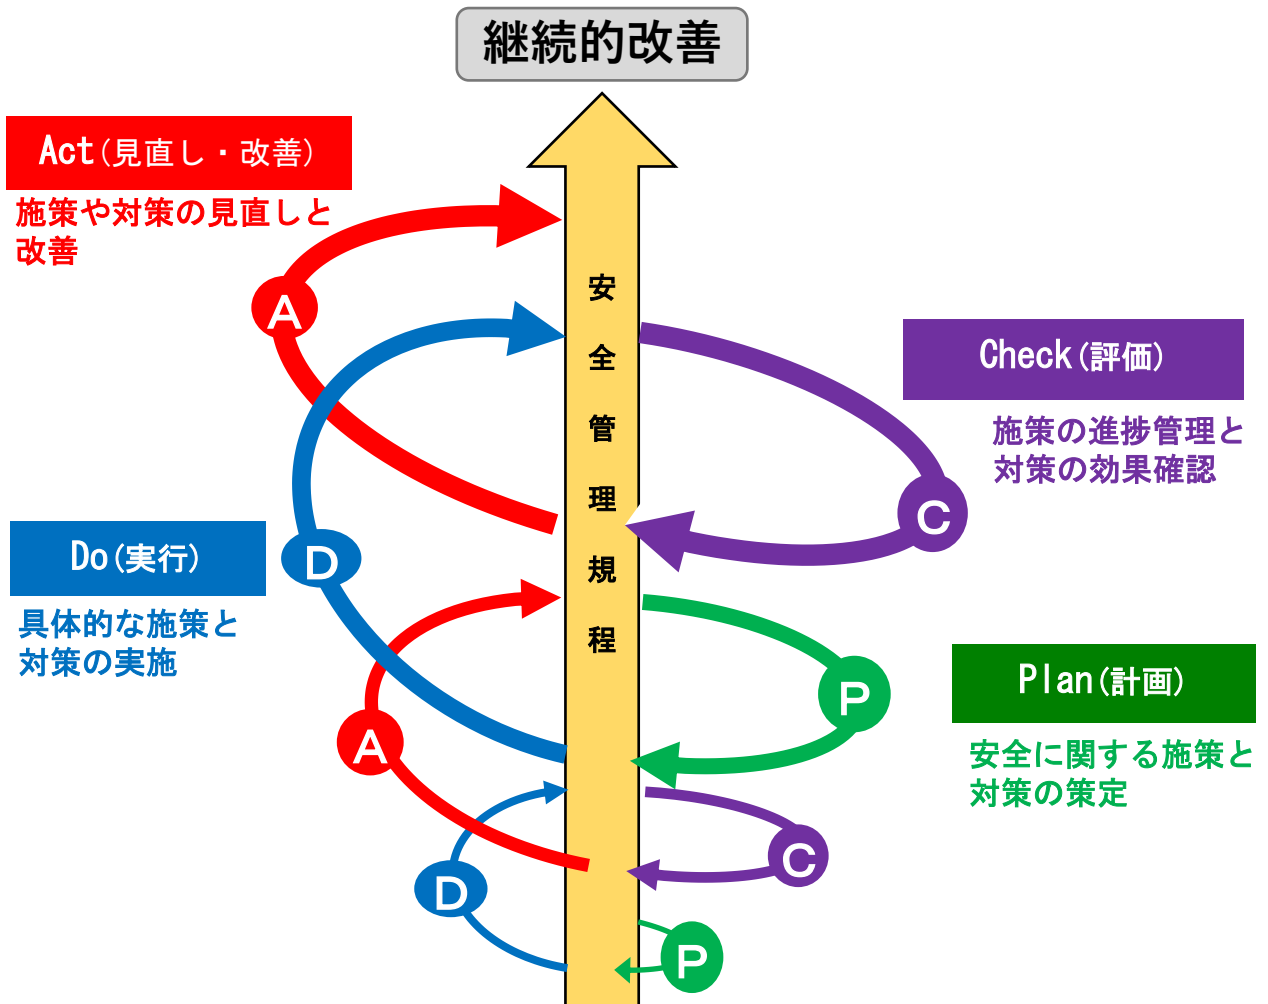 継続的改善
Act(見直し・改善)
施策や対策の見直しと
改善
A
安全管理規程
Check(評価)
施策の進捗管理と
対策の効果確認
C
Do(実行)
D
具体的な施策と
対策の実施
Plan(計画)
P
安全に関する施策と
対策の策定
A
C
D
P